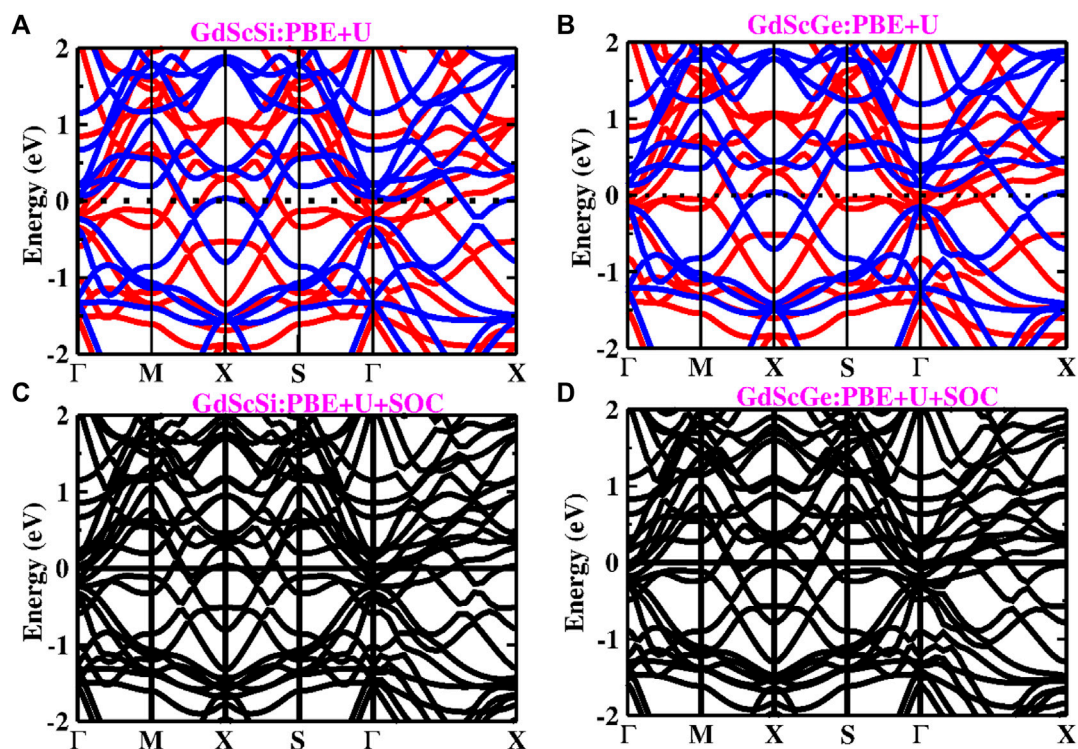 A
GdScSi:PBE+U
Energy (eV)
2
1
0
-1
-2
Γ M X S Γ X
B
GdScGe:PBE+U
Energy (eV)
2
1
0
-1
-2
Γ M X S Γ X
C
GdScSi:PBE+U+SOC
Energy (eV)
2
1
0
-1
-2
Γ M X S Γ X
D
GdScGe:PBE+U+SOC
Energy (eV)
2
1
0
-1
-2
Γ M X S Γ X